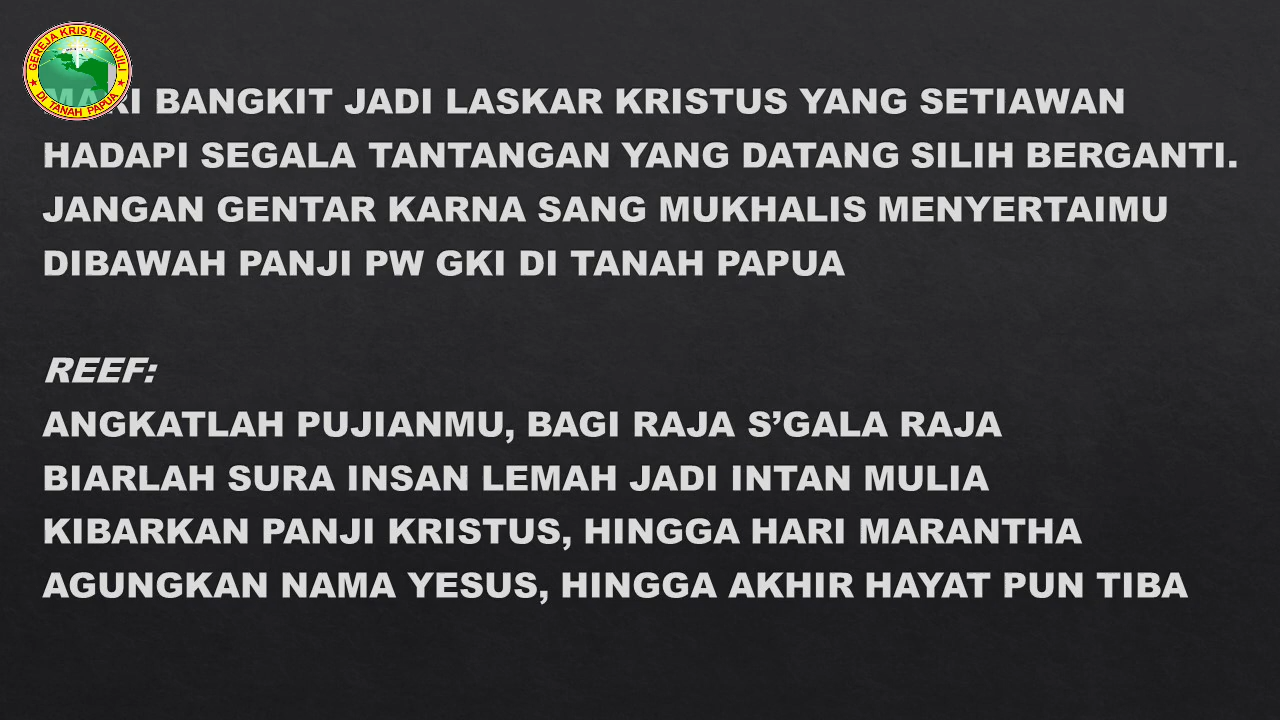 GEREJA KRISTEN INJILI
DI TANAH PAPUA
MARI BANGKIT JADI LASKAR KRISTUS YANG SETIAWAN
HADAPI SEGALA TANTANGAN YANG DATANG SILIH BERGANTI.
JANGAN GENTAR KARNA SANG MUKHALIS MENYERTAIMU
DIBAWAH PANJI PW GKI DI TANAH PAPUA
REEF:
ANGKATLAH PUJIANMU, BAGI RAJA S’GALA RAJA
BIARLAH SURA INSAN LEMAH JADI INTAN MULIA
KIBARKAN PANJI KRISTUS, HINGGA HARI MARANTHA
AGUNGKAN NAMA YESUS, HINGGA AKHIR HAYAT PUN TIBA